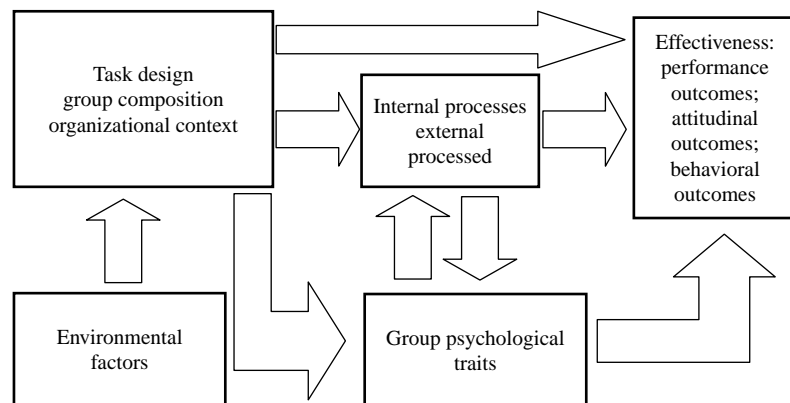 Task design
group composition
organizational context
Internal processes
external
processed
Effectiveness:
performance
outcomes;
attitudinal
outcomes;
behavioral
outcomes
Environmental
factors
Group psychological
traits